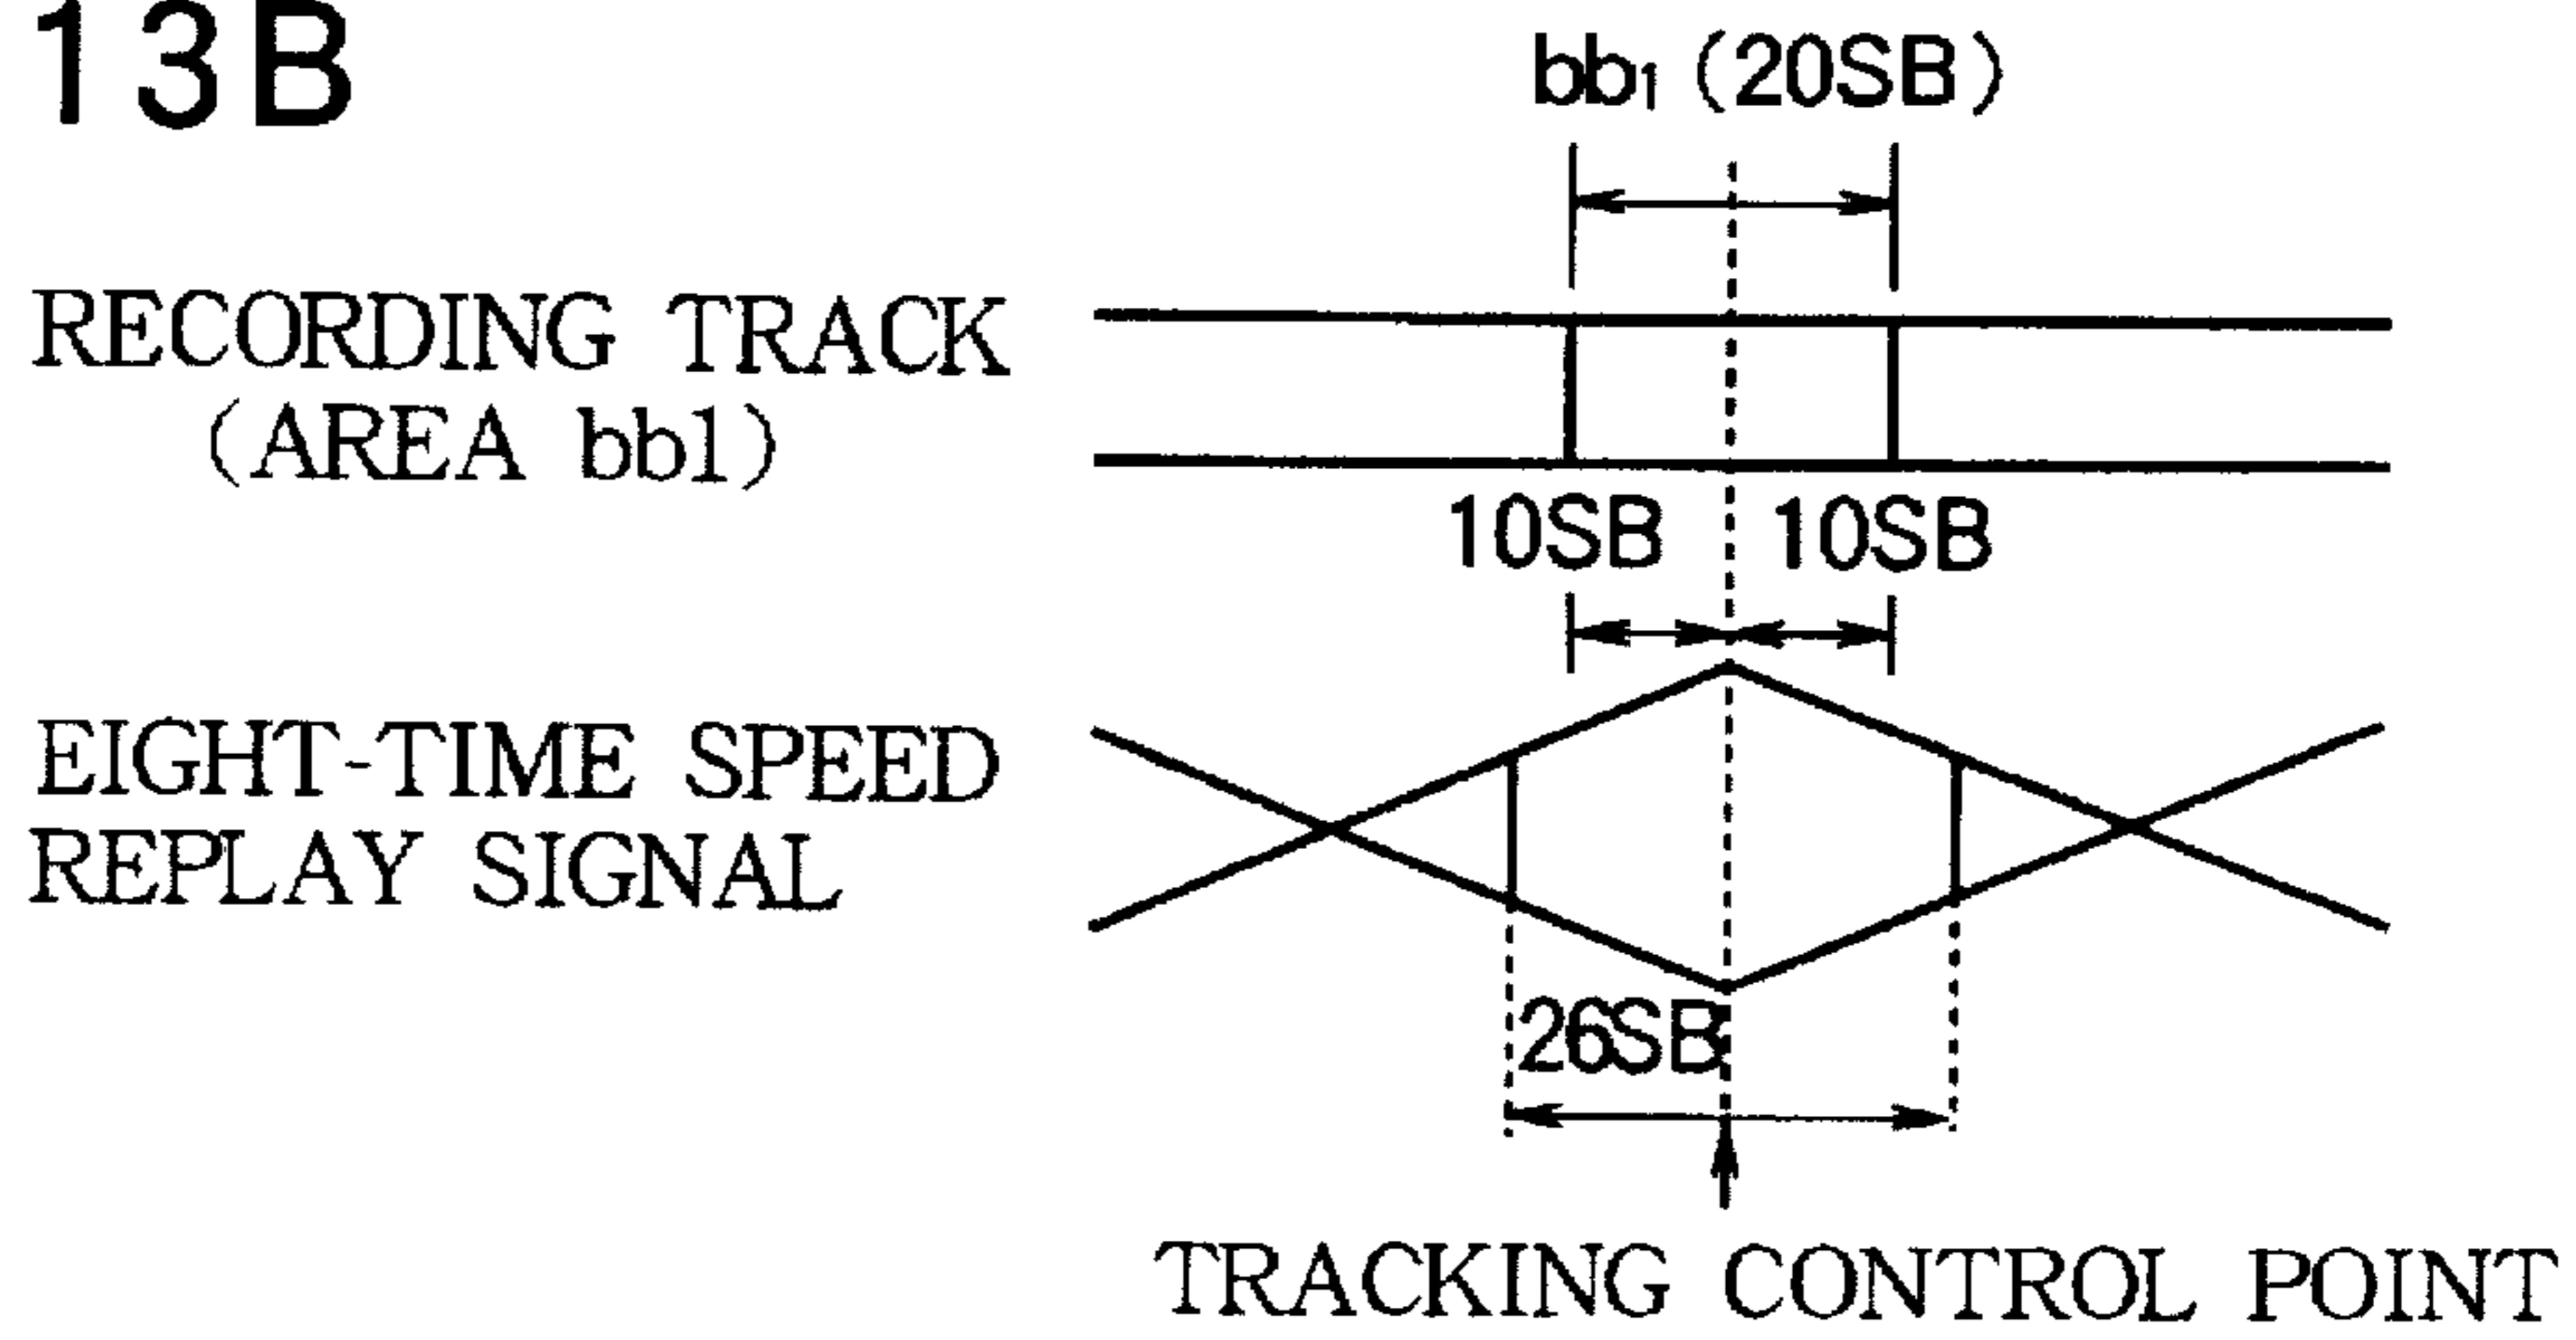 13B
bb₁ (20SB)
RECORDING TRACK
(AREA bb1)
10SB 10SB
EIGHT-TIME SPEED
REPLAY SIGNAL
26SB
TRACKING CONTROL POINT